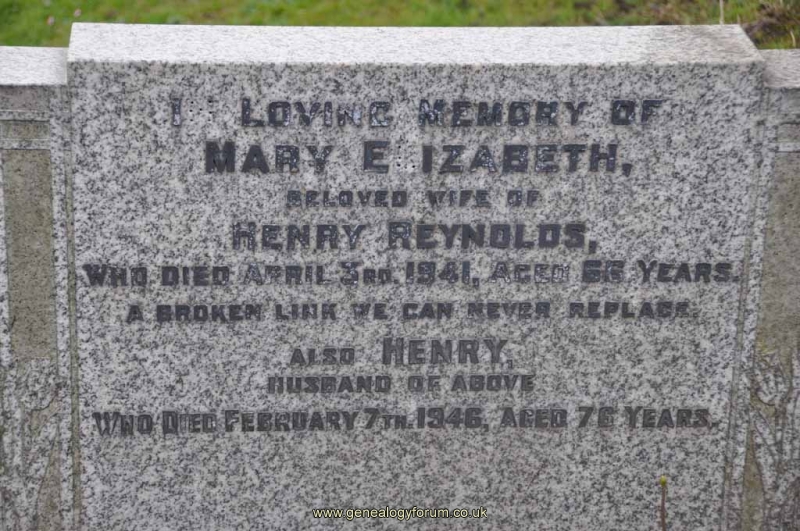 I LOVING MEMORY OF
MARY E IZABETH,
BELOVED WIFE OF
HENRY REYNOLDS,
WHO DIED APRIL 3RD. 1941, AGED 66 YEARS.
A BROKEN LINK WE CAN NEVER REPLACE.
ALSO HENRY,
HUSBAND OF ABOVE
WHO DIED FEBRUARY 7TH. 1946, AGED 76 YEARS.
www.genealogyforum.co.uk